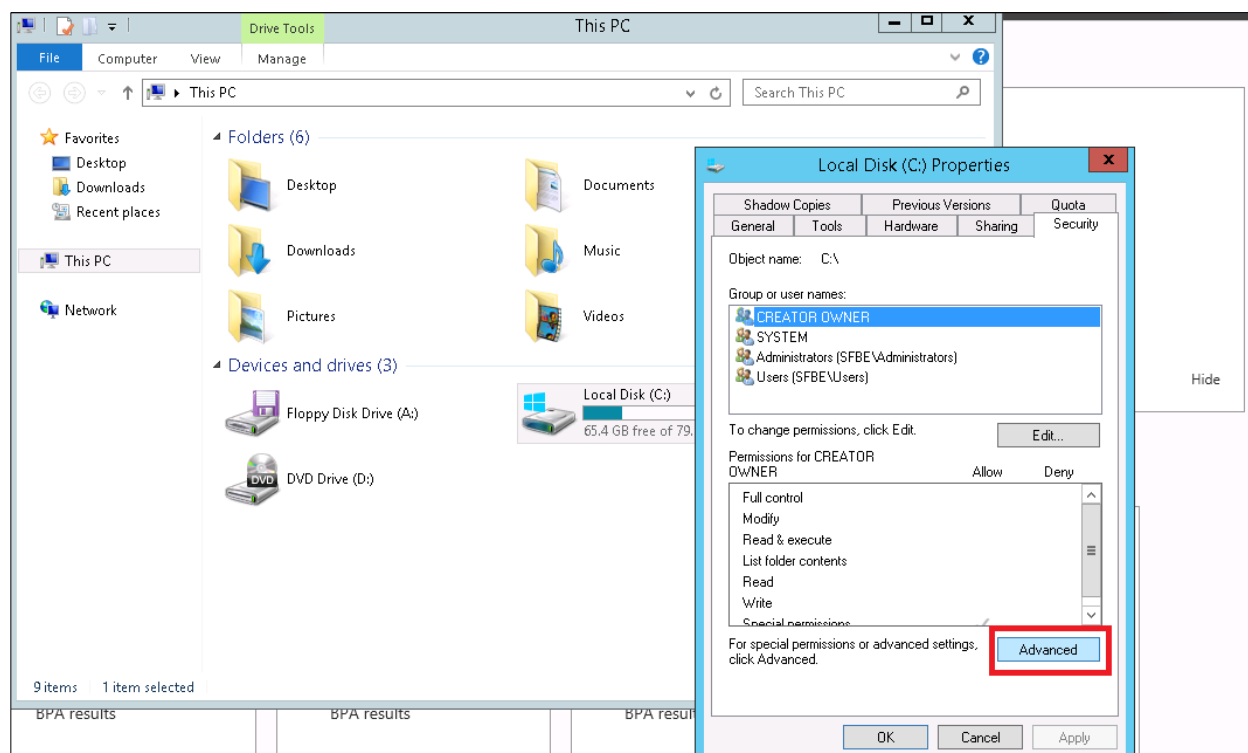 Drive Tools
This PC
File
Computer
View
Manage
This PC
Search This PC
Favorites
Desktop
Downloads
Recent places
This PC
Network
Folders (6)
Desktop
Documents
Downloads
Music
Pictures
Videos
Devices and drives (3)
Floppy Disk Drive (A:)
Local Disk (C:)
65.4 GB free of 79.
DVD
DVD Drive (D:)
9 items
1 item selected
Local Disk (C:) Properties
Shadow Copies
Previous Versions
Quota
General
Tools
Hardware
Sharing
Security
Object name: C:\
Group or user names:
CREATOR OWNER
SYSTEM
Administrators (SFBE\Administrators)
Users (SFBE\Users)
To change permissions, click Edit.
Edit...
Permissions for CREATOR
OWNER
Allow
Deny
Full control
Modify
Read & execute
List folder contents
Read
Write
Special permissions
For special permissions or advanced settings,
click Advanced.
Advanced
OK
Cancel
Apply
Hide
BPA results
BPA results
BPA resul